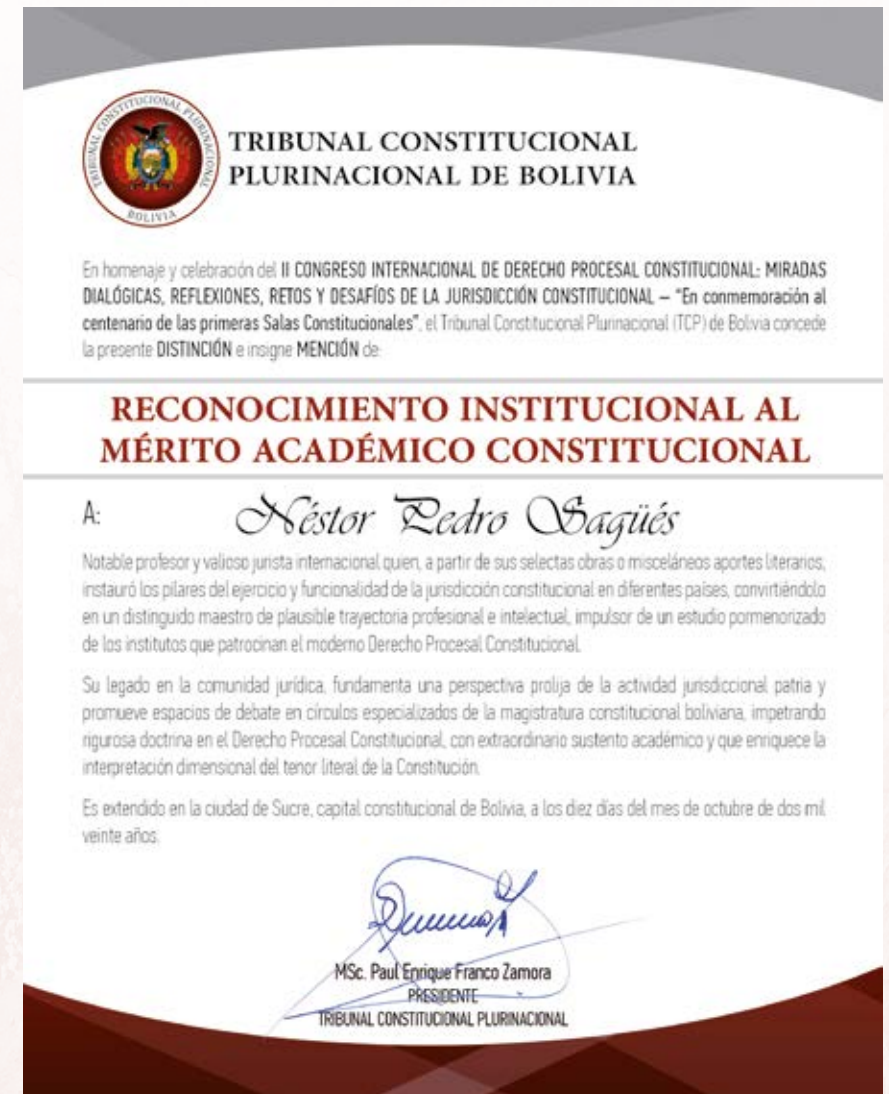 TRIBUNAL CONSTITUCIONAL PLURINACIONAL
BOLIVIA
TRIBUNAL CONSTITUCIONAL
PLURINACIONAL DE BOLIVIA
En homenaje y celebración del II CONGRESO INTERNACIONAL DE DERECHO PROCESAL CONSTITUCIONAL: MIRADAS
DIALÓGICAS, REFLEXIONES, RETOS Y DESAFÍOS DE LA JURISDICCIÓN CONSTITUCIONAL – "En conmemoración al
centenario de las primeras Salas Constitucionales", el Tribunal Constitucional Plurinacional (TCP) de Bolivia concede
la presente DISTINCIÓN e insigne MENCIÓN de:
RECONOCIMIENTO INSTITUCIONAL AL
MÉRITO ACADÉMICO CONSTITUCIONAL
A: Néstor Pedro Sagüés
Notable profesor y valioso jurista internacional quien, a partir de sus selectas obras o misceláneos aportes literarios,
instauró los pilares del ejercicio y funcionalidad de la jurisdicción constitucional en diferentes países, convirtiéndolo
en un distinguido maestro de plausible trayectoria profesional e intelectual, impulsor de un estudio pormenorizado
de los institutos que patrocinan el moderno Derecho Procesal Constitucional.
Su legado en la comunidad jurídica, fundamenta una perspectiva prolija de la actividad jurisdiccional patria y
promueve espacios de debate en círculos especializados de la magistratura constitucional boliviana, impetrando
rigurosa doctrina en el Derecho Procesal Constitucional, con extraordinario sustento académico y que enriquece la
interpretación dimensional del tenor literal de la Constitución.
Es extendido en la ciudad de Sucre, capital constitucional de Bolivia, a los diez días del mes de octubre de dos mil
veinte años.
MSc. Paul Enrique Franco Zamora
PRESIDENTE
TRIBUNAL CONSTITUCIONAL PLURINACIONAL